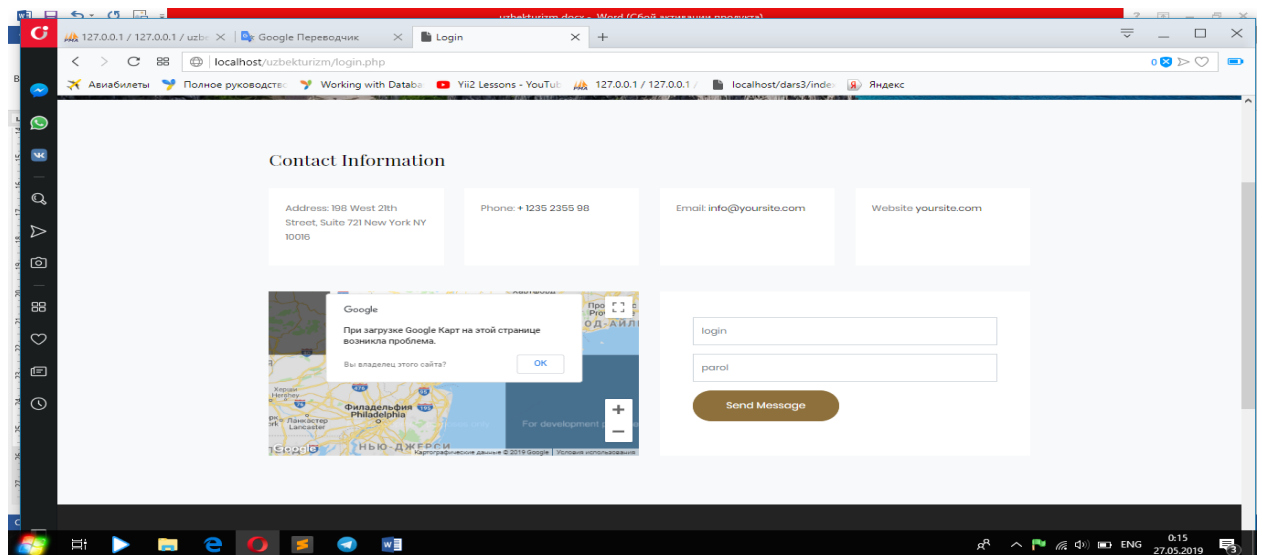 uzbekturizm.docx - Word (Сбой активации продукта)
127.0.0.1 / 127.0.0.1 / uzb
Google Переводчик
Login
localhost/uzbekturizm/login.php
0
Авиабилеты
Полное руководств
Working with Databa
Yii2 Lessons - YouTub
127.0.0.1 / 127.0.0.1 /
localhost/dars3/inde
Яндекс
Contact Information
Address: 198 West 21th
Street, Suite 721 New York NY
10016
Phone: + 1235 2355 98
Email: info@yoursite.com
Website yoursite.com
Google
При загрузке Google Карт на этой странице
возникла проблема.
Вы владелец этого сайта?
OK
Херши
Hershey
Филадельфия
Philadelphia
Ланкастер
Lancaster
НЬЮ-ДЖЕРСИ
For development
Google
Картографические данные © 2019 Google
Условия использования
login
parol
Send Message
ENG
0:15
27.05.2019
3